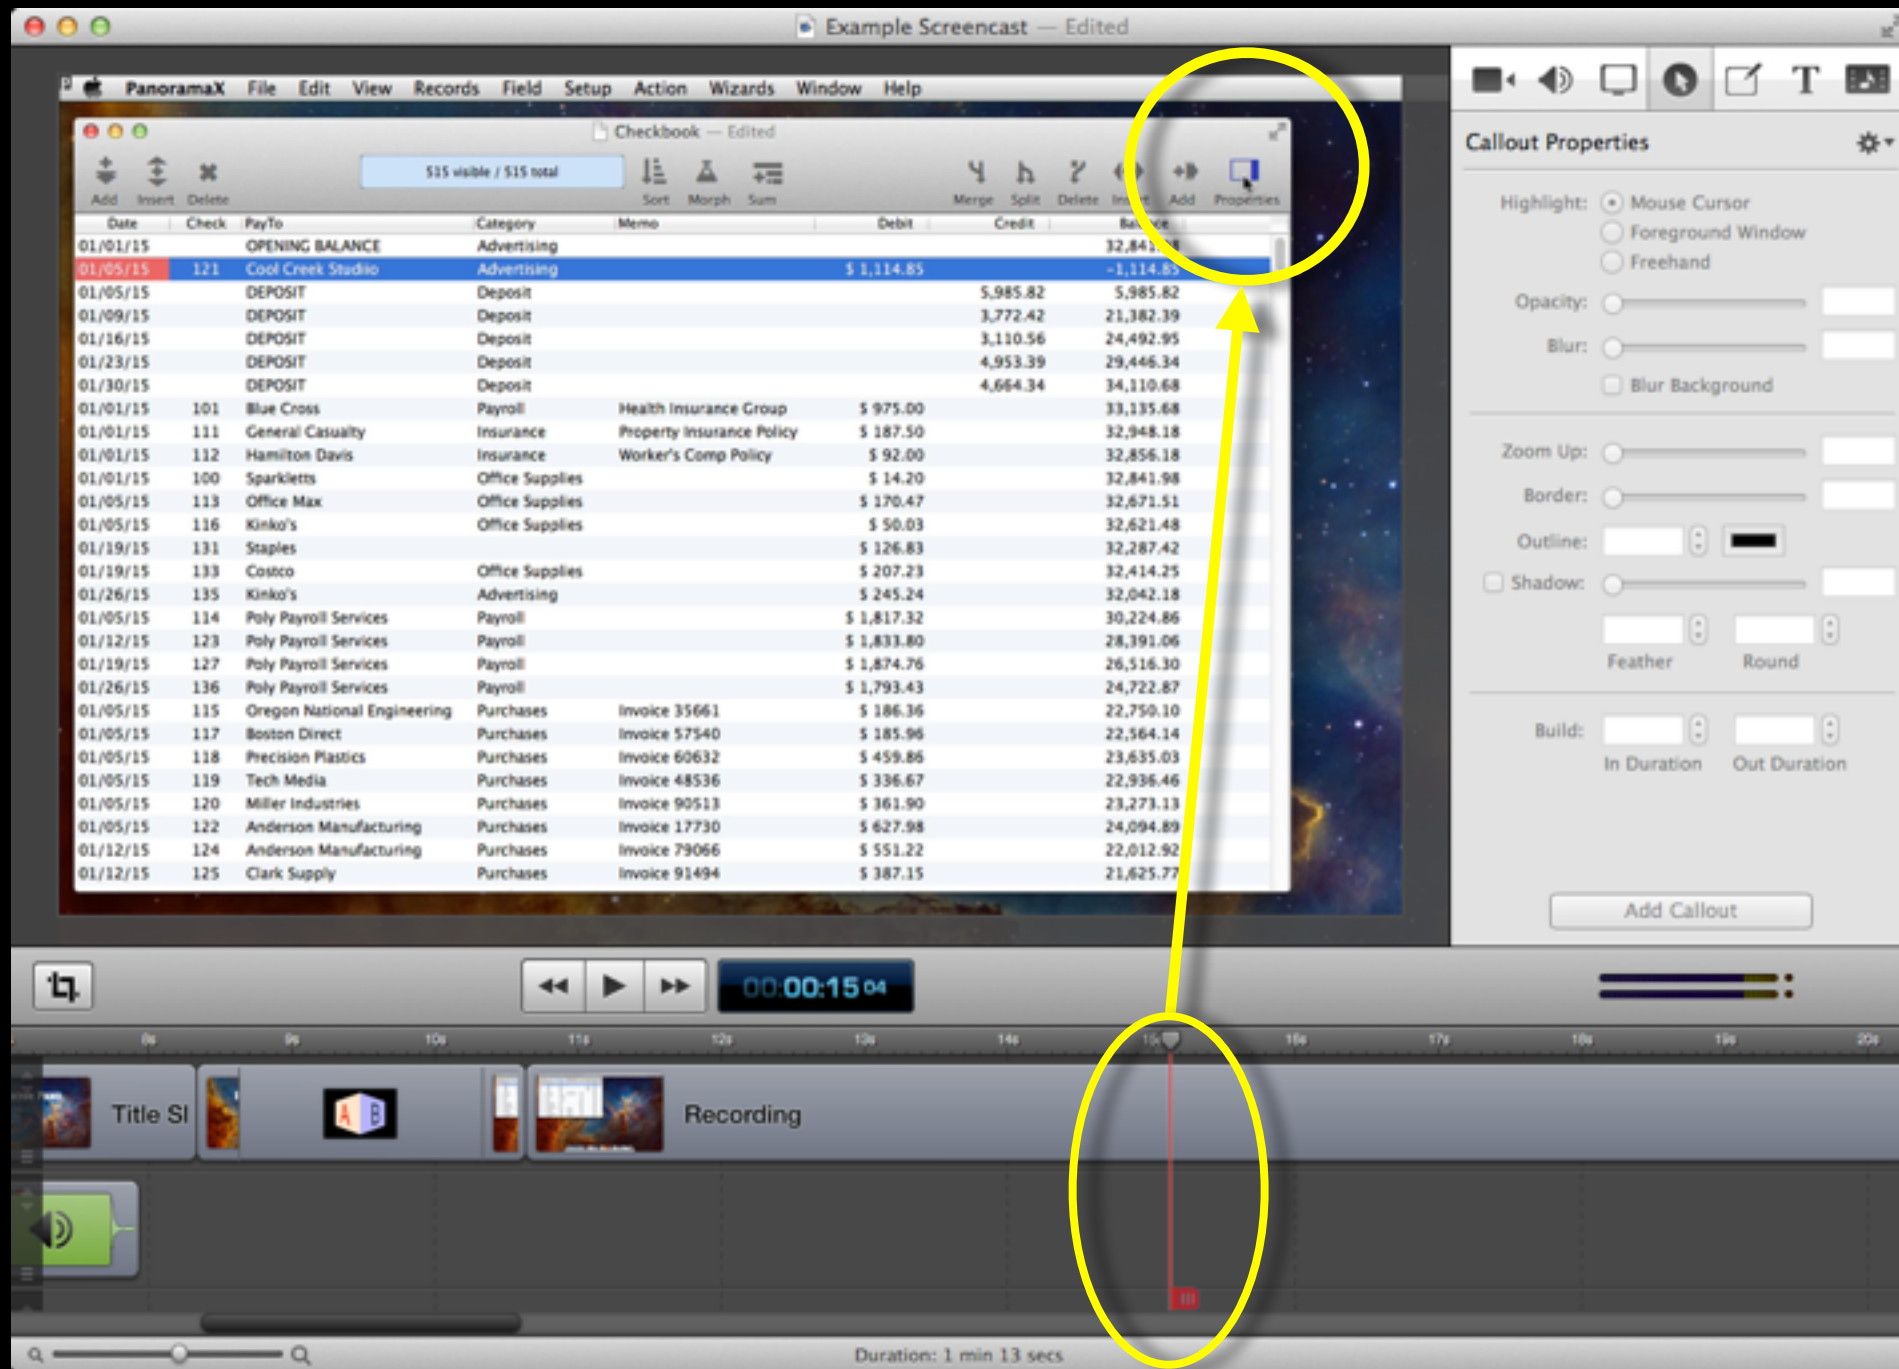 Example Screencast — Edited
PanoramaX File Edit View Records Field Setup Action Wizards Window Help
Checkbook — Edited
515 visible / 515 total
Add Insert Delete Sort Morph Sum Merge Split Delete Insert Add Properties
Date Check PayTo Category Memo Debit Credit Balance
01/01/15 OPENING BALANCE Advertising
01/05/15 121 Cool Creek Studiio Advertising $ 1,114.85 -1,114.85
01/05/15 DEPOSIT Deposit 5,985.82 5,985.82
01/09/15 DEPOSIT Deposit 3,772.42 21,382.39
01/16/15 DEPOSIT Deposit 3,110.56 24,492.95
01/23/15 DEPOSIT Deposit 4,953.39 29,446.34
01/30/15 DEPOSIT Deposit 4,664.34 34,110.68
01/01/15 101 Blue Cross Payroll Health Insurance Group $ 975.00 33,135.68
01/01/15 111 General Casualty Insurance Property Insurance Policy $ 187.50 32,948.18
01/01/15 112 Hamilton Davis Insurance Worker's Comp Policy $ 92.00 32,856.18
01/01/15 100 Sparkletts Office Supplies $ 14.20 32,841.98
01/05/15 113 Office Max Office Supplies $ 170.47 32,671.51
01/05/15 116 Kinko's Office Supplies $ 50.03 32,621.48
01/19/15 131 Staples $ 126.83 32,287.42
01/19/15 133 Costco Office Supplies $ 207.23 32,414.25
01/26/15 135 Kinko's Advertising $ 245.24 32,042.18
01/05/15 114 Poly Payroll Services Payroll $ 1,817.32 30,224.86
01/12/15 123 Poly Payroll Services Payroll $ 1,833.80 28,391.06
01/19/15 127 Poly Payroll Services Payroll $ 1,874.76 26,516.30
01/26/15 136 Poly Payroll Services Payroll $ 1,793.43 24,722.87
01/05/15 115 Oregon National Engineering Purchases Invoice 35661 $ 186.36 22,750.10
01/05/15 117 Boston Direct Purchases Invoice 57540 $ 185.96 22,564.14
01/05/15 118 Precision Plastics Purchases Invoice 60632 $ 459.86 23,635.03
01/05/15 119 Tech Media Purchases Invoice 48536 $ 336.67 22,936.46
01/05/15 120 Miller Industries Purchases Invoice 90513 $ 361.90 23,273.13
01/05/15 122 Anderson Manufacturing Purchases Invoice 17730 $ 627.98 24,094.89
01/12/15 124 Anderson Manufacturing Purchases Invoice 79066 $ 551.22 22,012.92
01/12/15 125 Clark Supply Purchases Invoice 91494 $ 387.15 21,625.77
T
Callout Properties
Highlight: Mouse Cursor
Foreground Window
Freehand
Opacity:
Blur:
Blur Background
Zoom Up:
Border:
Outline:
Shadow:
Feather Round
Build:
In Duration Out Duration
Add Callout
00:00:15 04
8s 9s 10s 11s 12s 13s 14s 16s 17s 18s 19s 20s
Title Sl A B Recording
Duration: 1 min 13 secs